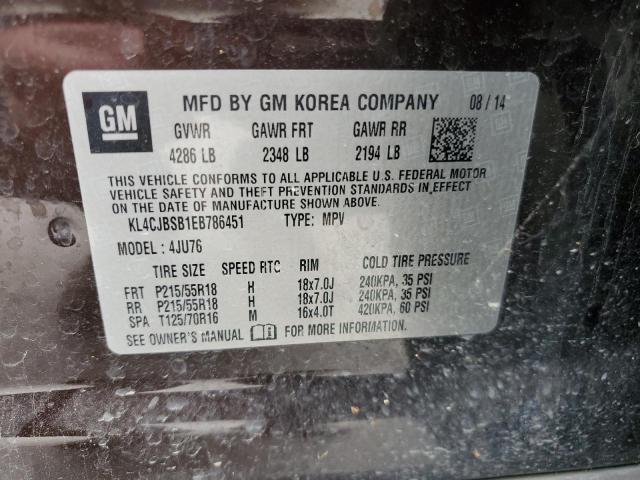 GM MFD BY GM KOREA COMPANY 08 / 14
GVWR GAWR FRT GAWR RR
4286 LB 2348 LB 2194 LB
THIS VEHICLE CONFORMS TO ALL APPLICABLE U.S. FEDERAL MOTOR
VEHICLE SAFETY AND THEFT PREVENTION STANDARDS IN EFFECT
ON THE DATE OF MANUFACTURE SHOWN ABOVE.
KL4CJBSB1EB786451 TYPE: MPV
MODEL : 4JU76
TIRE SIZE SPEED RTC RIM COLD TIRE PRESSURE
FRT P215/55R18 H 18x7.0J 240KPA, 35 PSI
RR P215/55R18 H 18x7.0J 240KPA, 35 PSI
SPA T125/70R16 M 16x4.0T 420KPA, 60 PSI
SEE OWNER'S MANUAL FOR MORE INFORMATION.